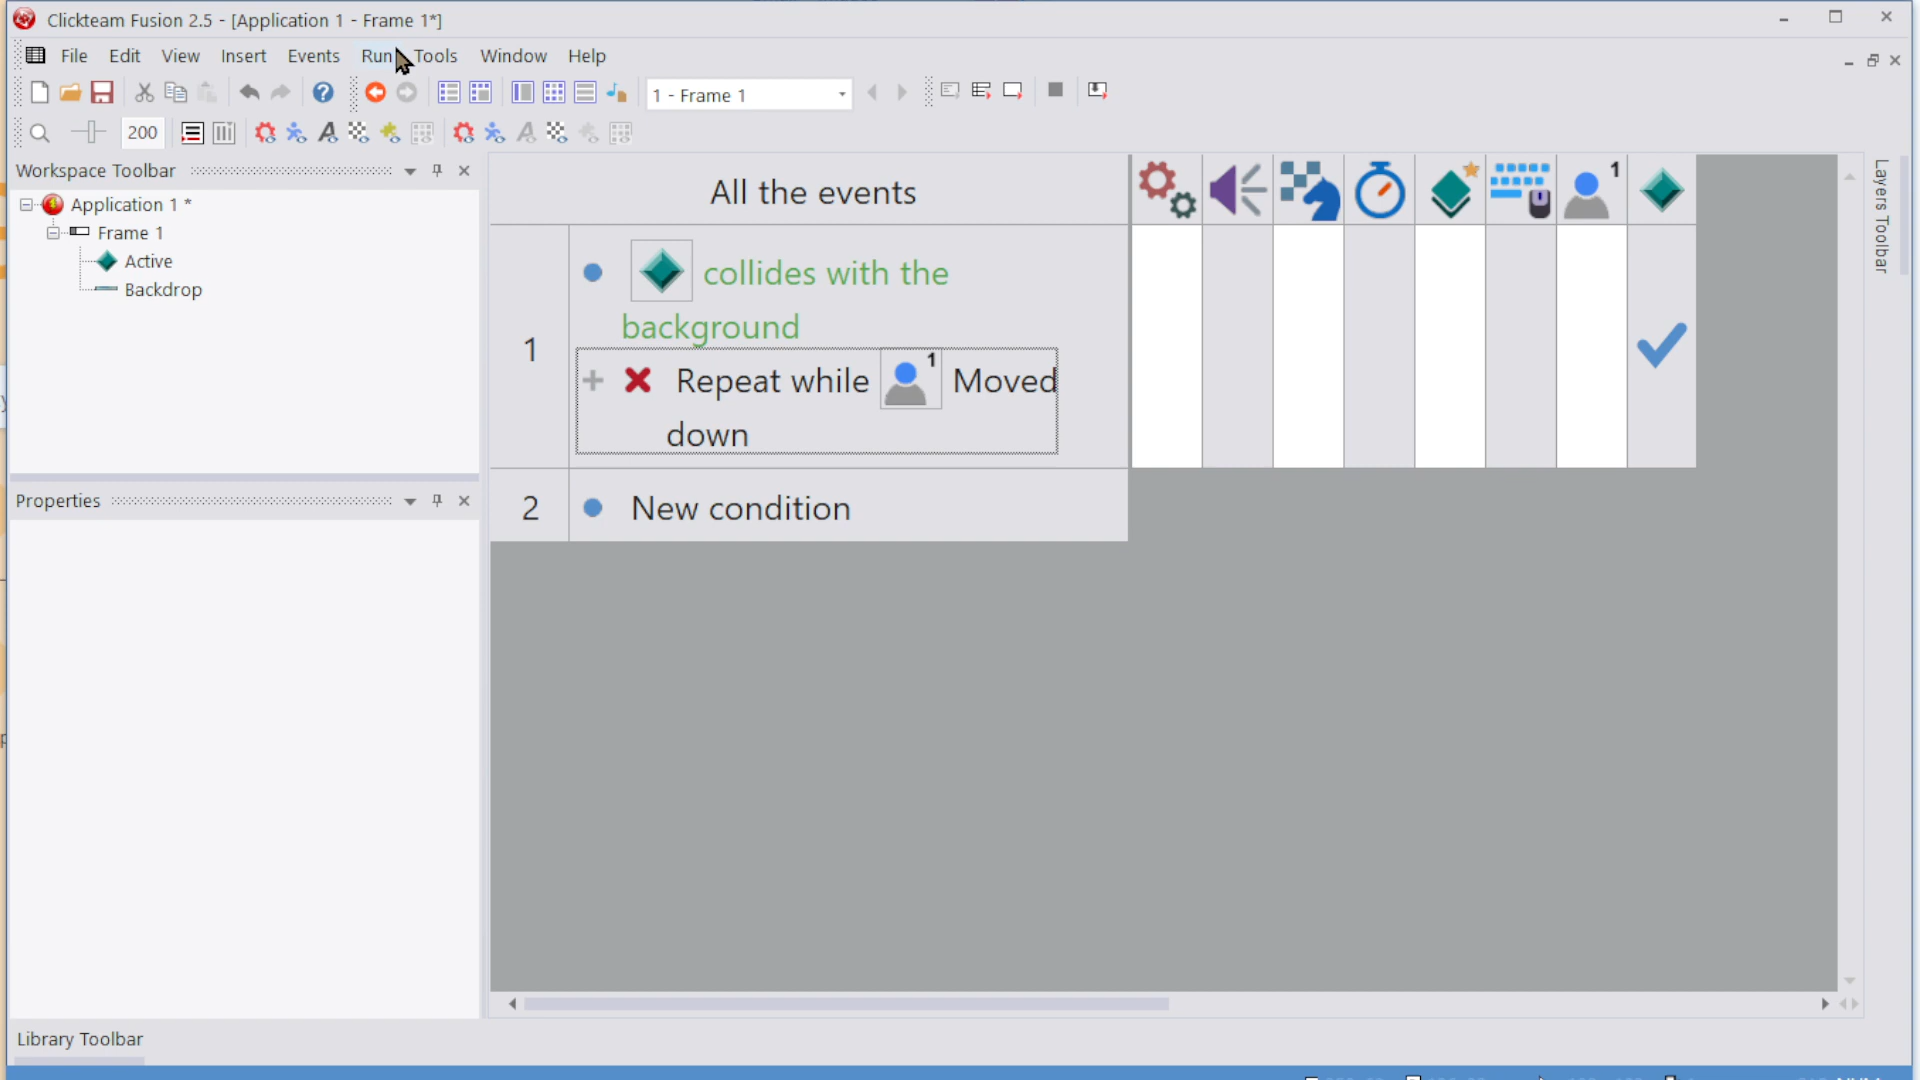 Clickteam Fusion 2.5 - [Application 1 - Frame 1*]
File Edit View Insert Events Run Tools Window Help
1 - Frame 1
200
Workspace Toolbar
Application 1 *
Frame 1
Active
Backdrop
Properties
Library Toolbar
All the events
1
1
collides with the
background
Repeat while 1 Moved
down
2 New condition
Layers Toolbar